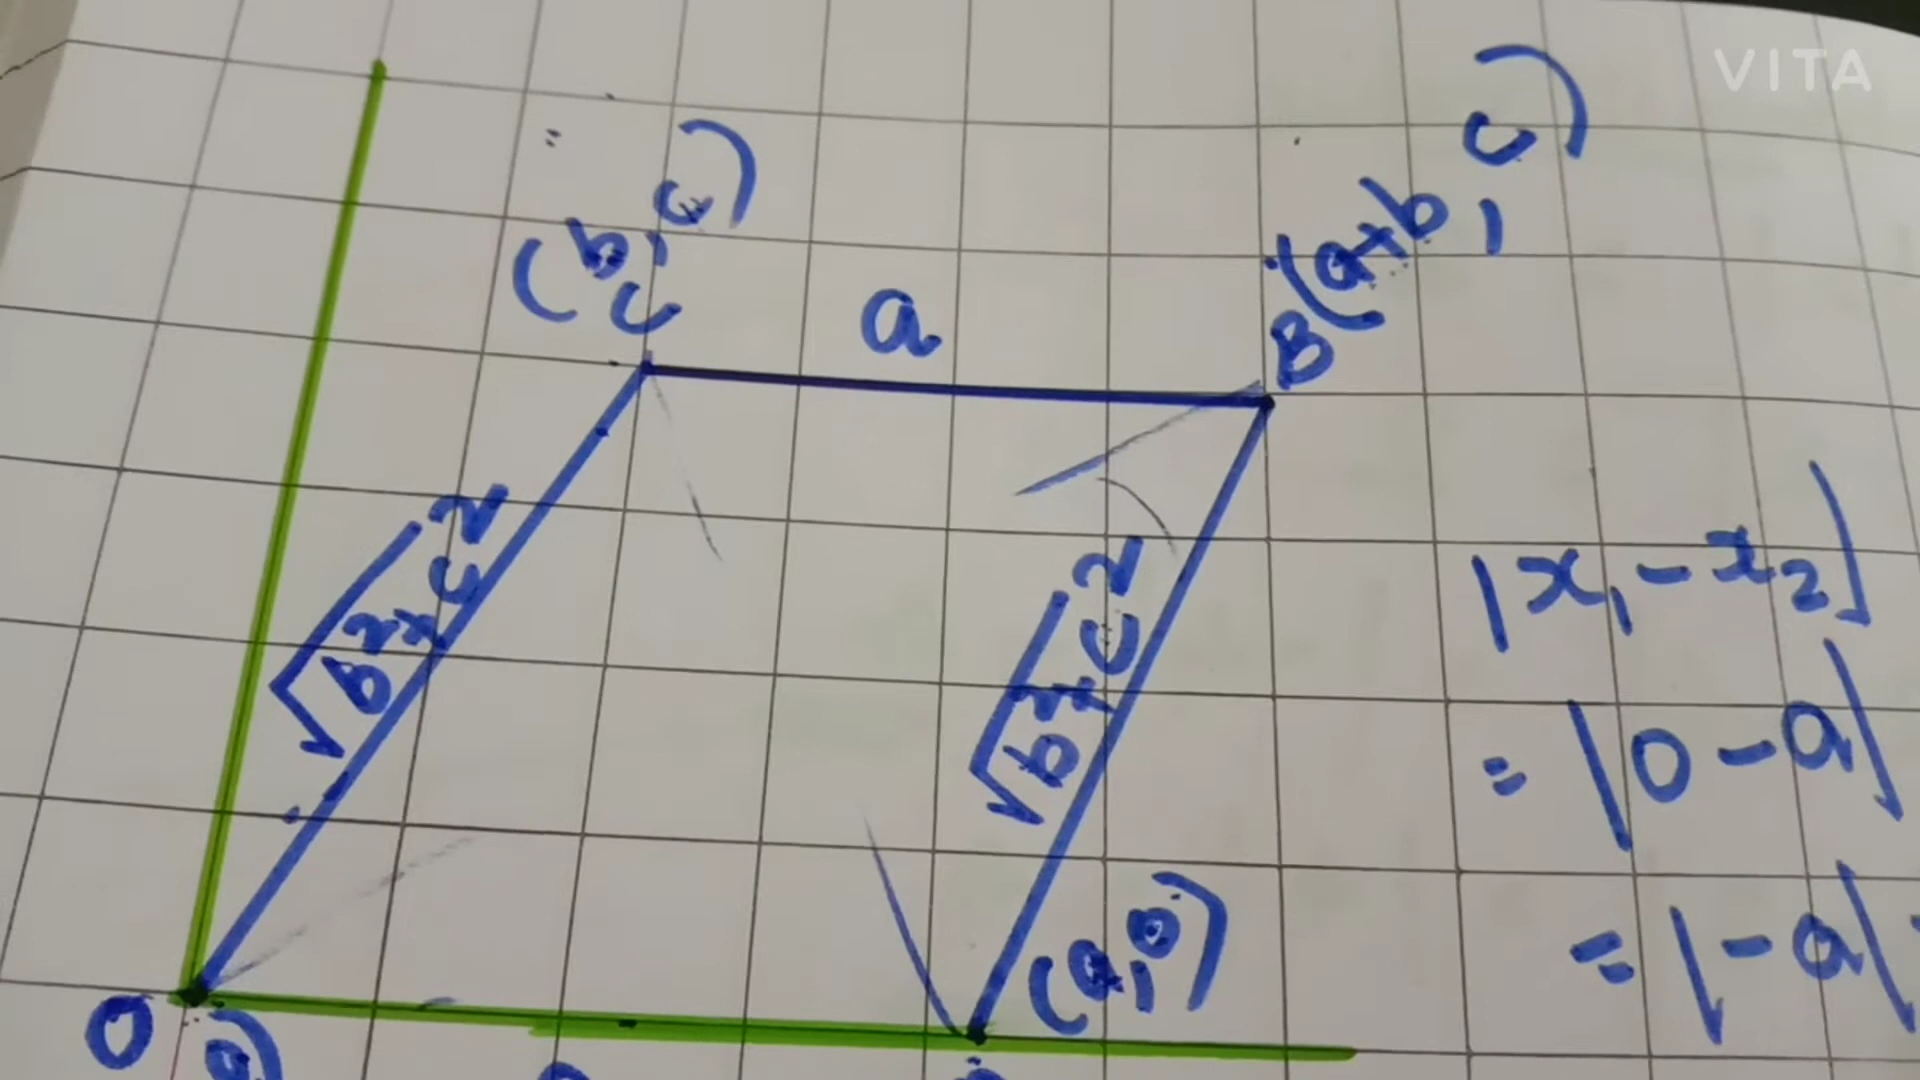 VITA
(b, c)
C
a
B(a+b, c)
√b²+c²
√b²+c²
|x₁-x₂|
= |0-a|
= |-a|
(a,0)
O